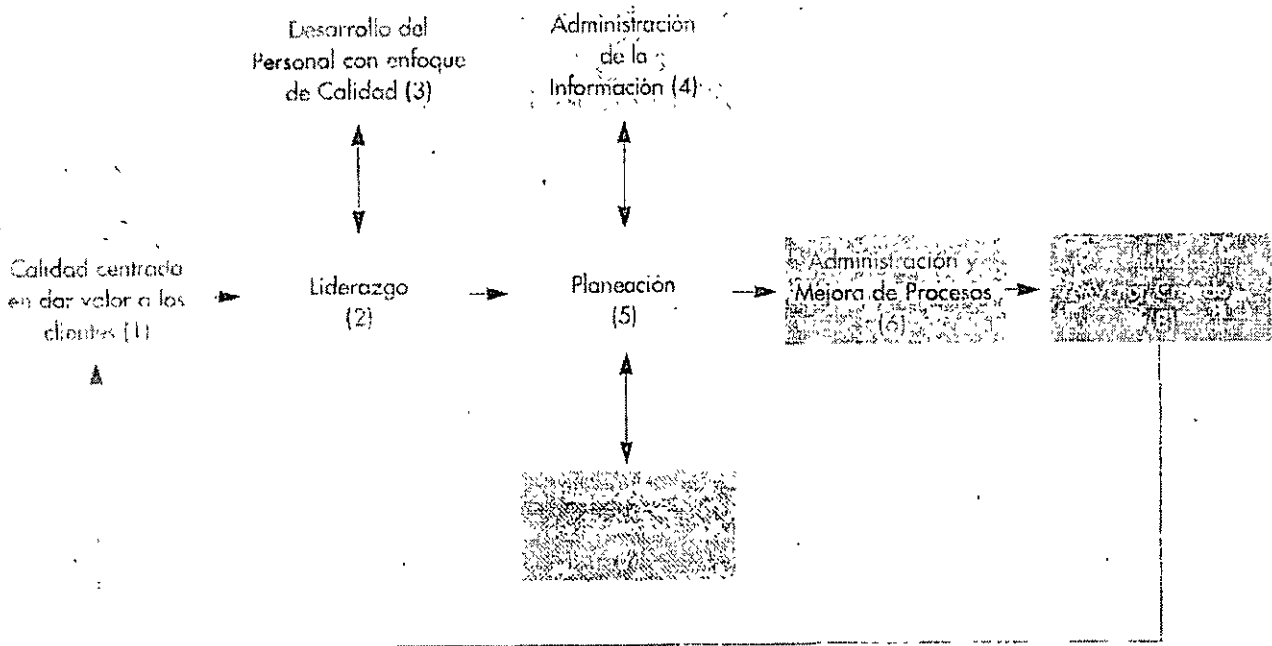 Desarrollo del
Personal con enfoque
de Calidad (3)
Administración
de la
Información (4)
Calidad centrada
en dar valor a los
clientes (1)
Liderazgo
(2)
Planeación
(5)
Administración y
Mejora de Procesos
(6)